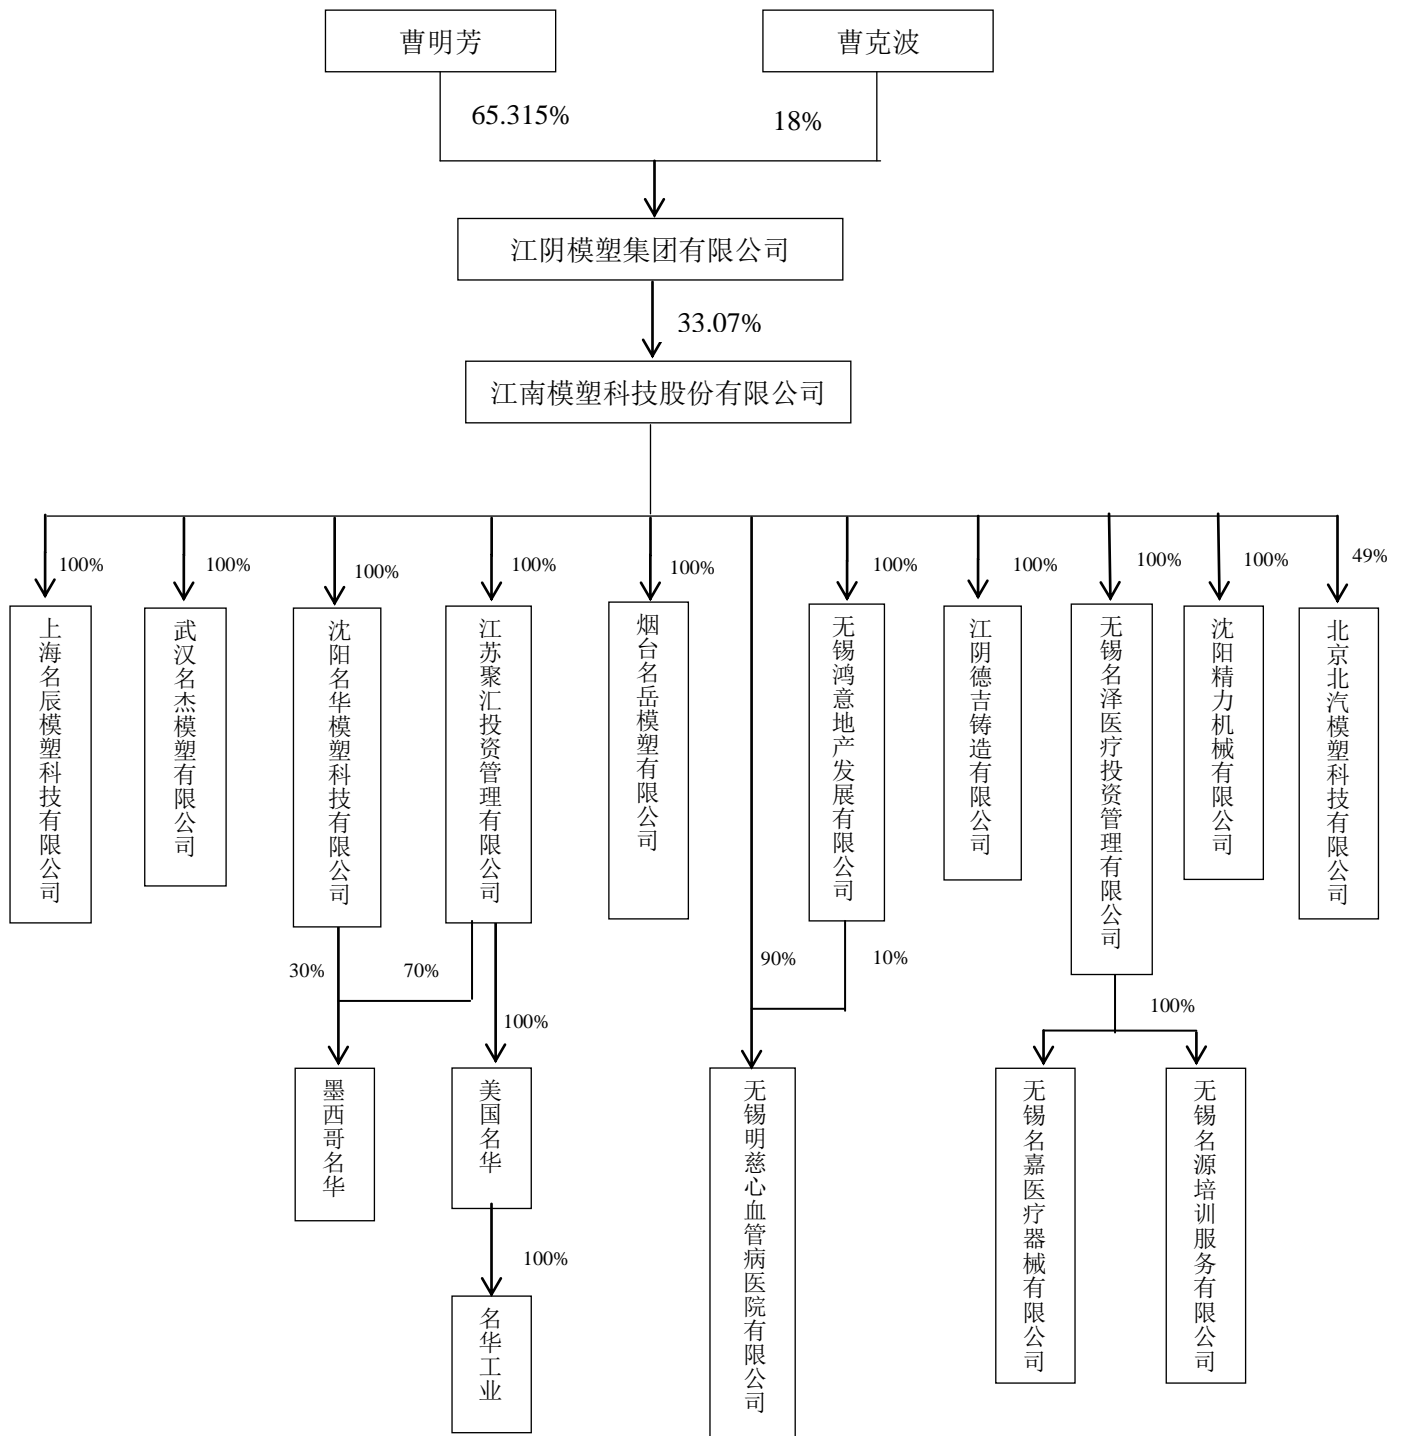 曹明芳
曹克波
65.315%
18%
江阴模塑集团有限公司
33.07%
江南模塑科技股份有限公司
100%
100%
100%
100%
100%
100%
100%
100%
100%
49%
上海名辰模塑科技有限公司
武汉名杰模塑有限公司
沈阳名华模塑科技有限公司
江苏聚汇投资管理有限公司
烟台名岳模塑有限公司
无锡鸿意地产发展有限公司
江阴德吉铸造有限公司
无锡名泽医疗投资管理有限公司
沈阳精力机械有限公司
北京北汽模塑科技有限公司
30%
70%
90%
10%
100%
100%
墨西哥名华
美国名华
无锡明慈心血管病医院有限公司
无锡名嘉医疗器械有限公司
无锡名源培训服务有限公司
100%
名华工业